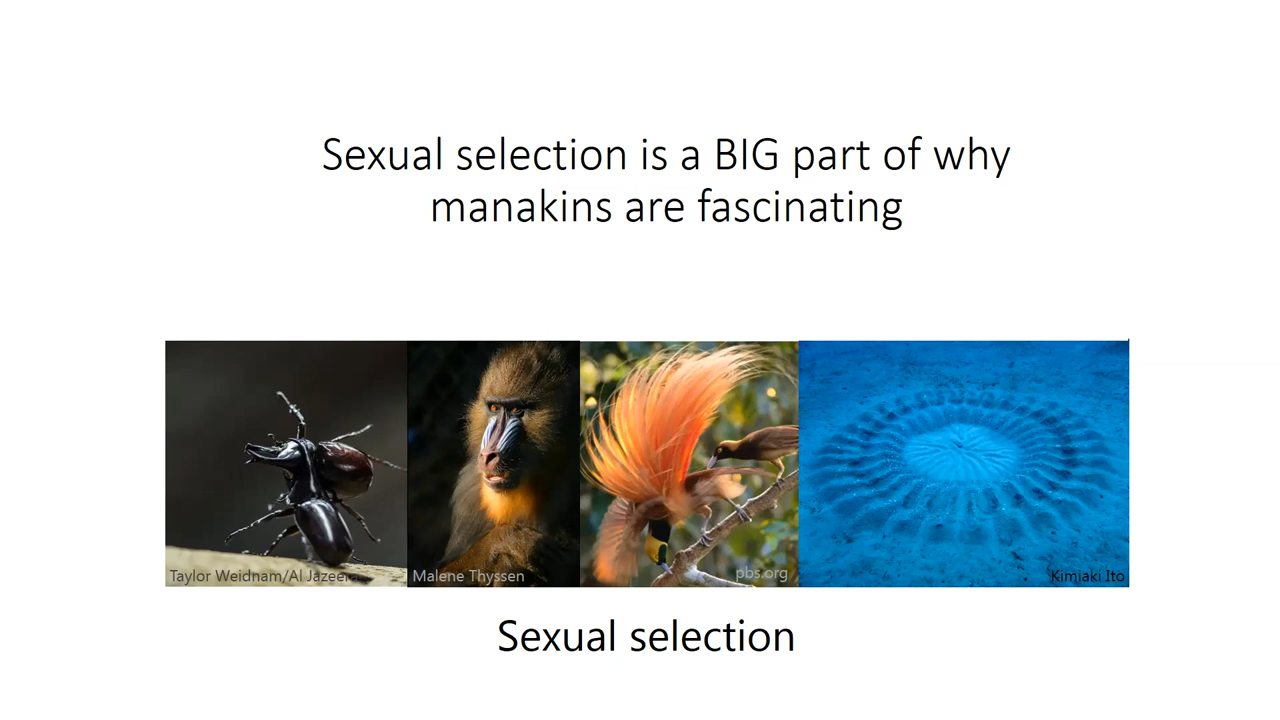 Sexual selection is a BIG part of why
manakins are fascinating
Taylor Weidnam/Al Jazeera
Malene Thyssen
pbs.org
Kimiaki Ito
Sexual selection